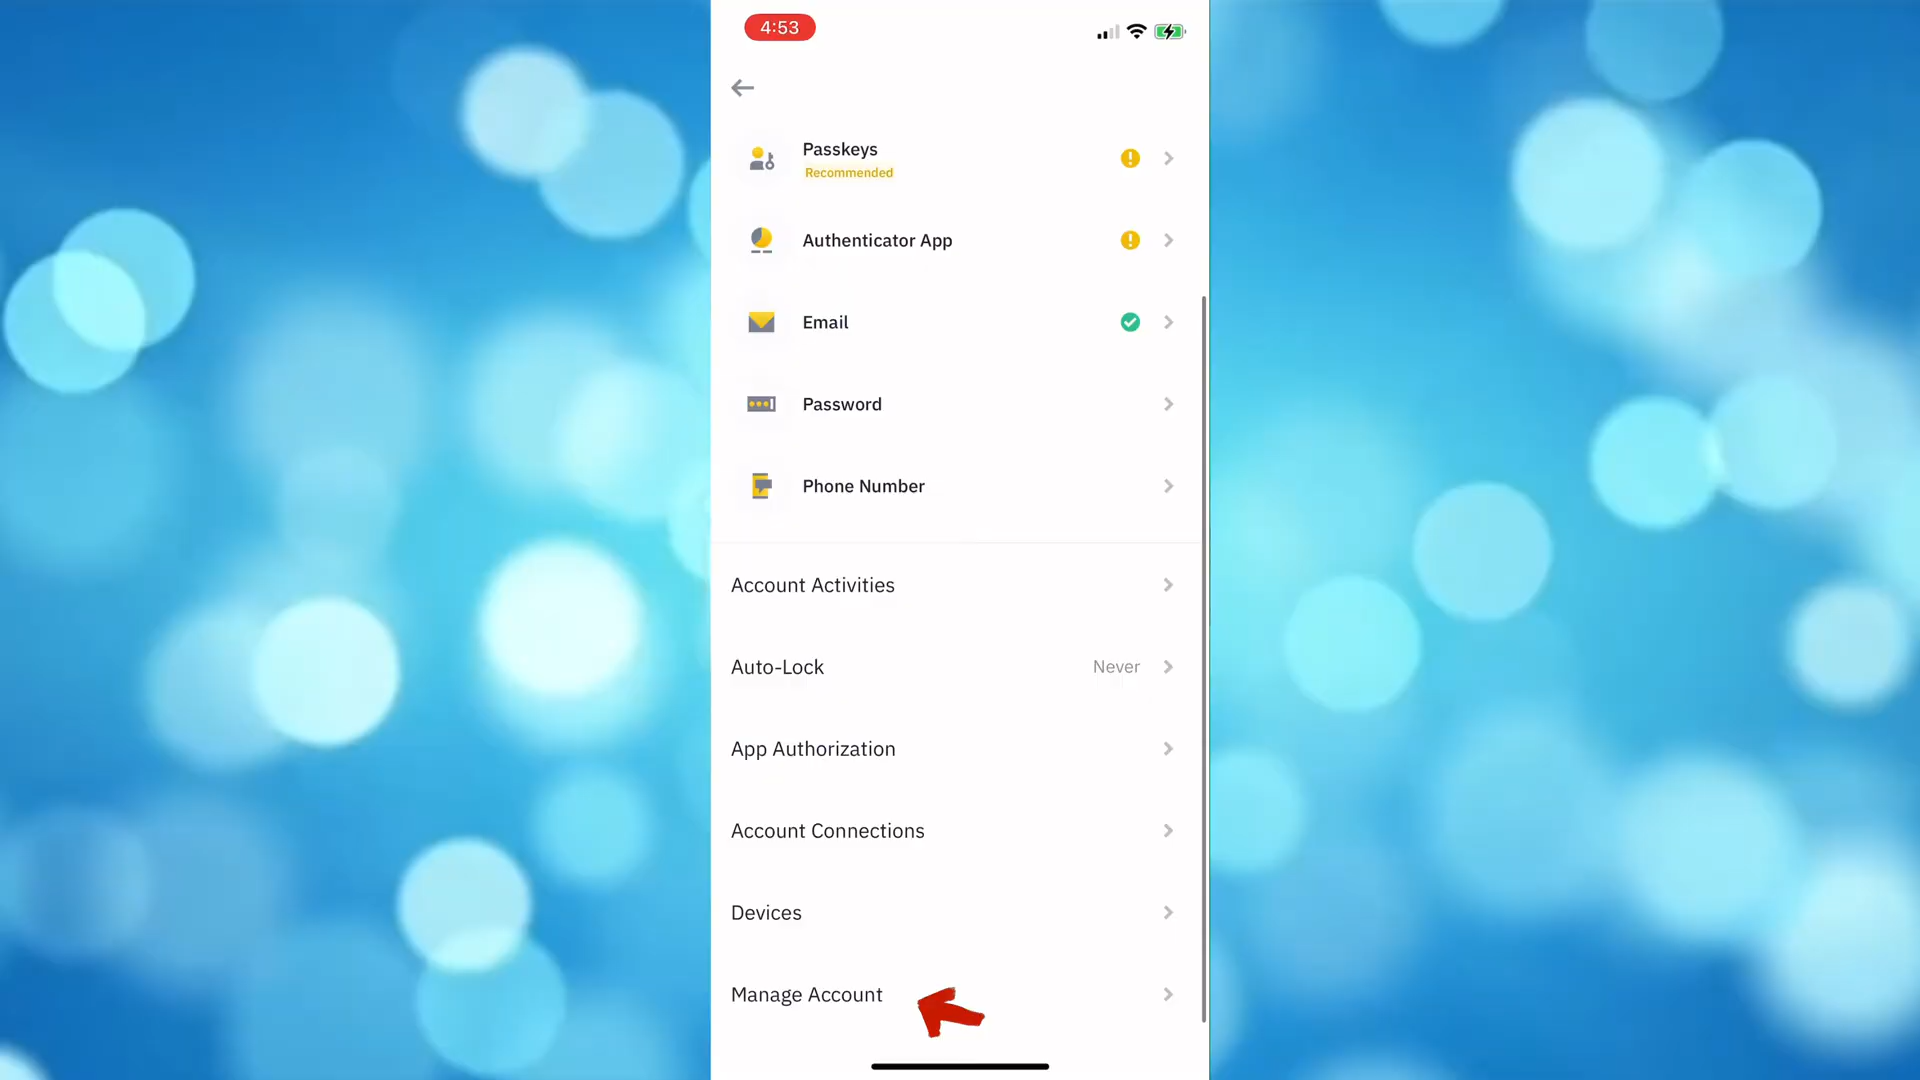 4:53
Passkeys
Recommended
Authenticator App
Email
Password
Phone Number
Account Activities
Auto-Lock Never
App Authorization
Account Connections
Devices
Manage Account